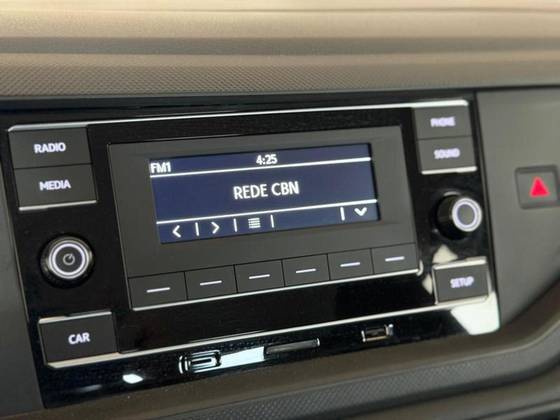 RADIO
MEDIA
CAR
FM1 4:25
REDE CBN
PHONE
SOUND
SETUP